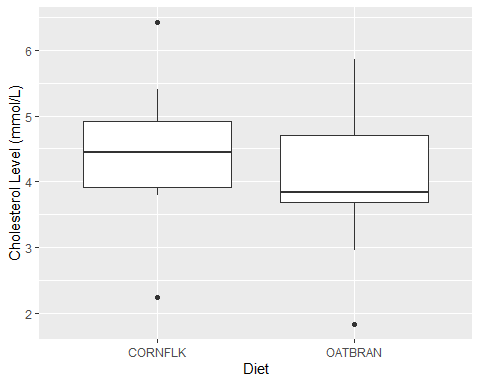 6
5
4
3
2
Cholesterol Level (mmol/L)
CORNFLK
OATBRAN
Diet